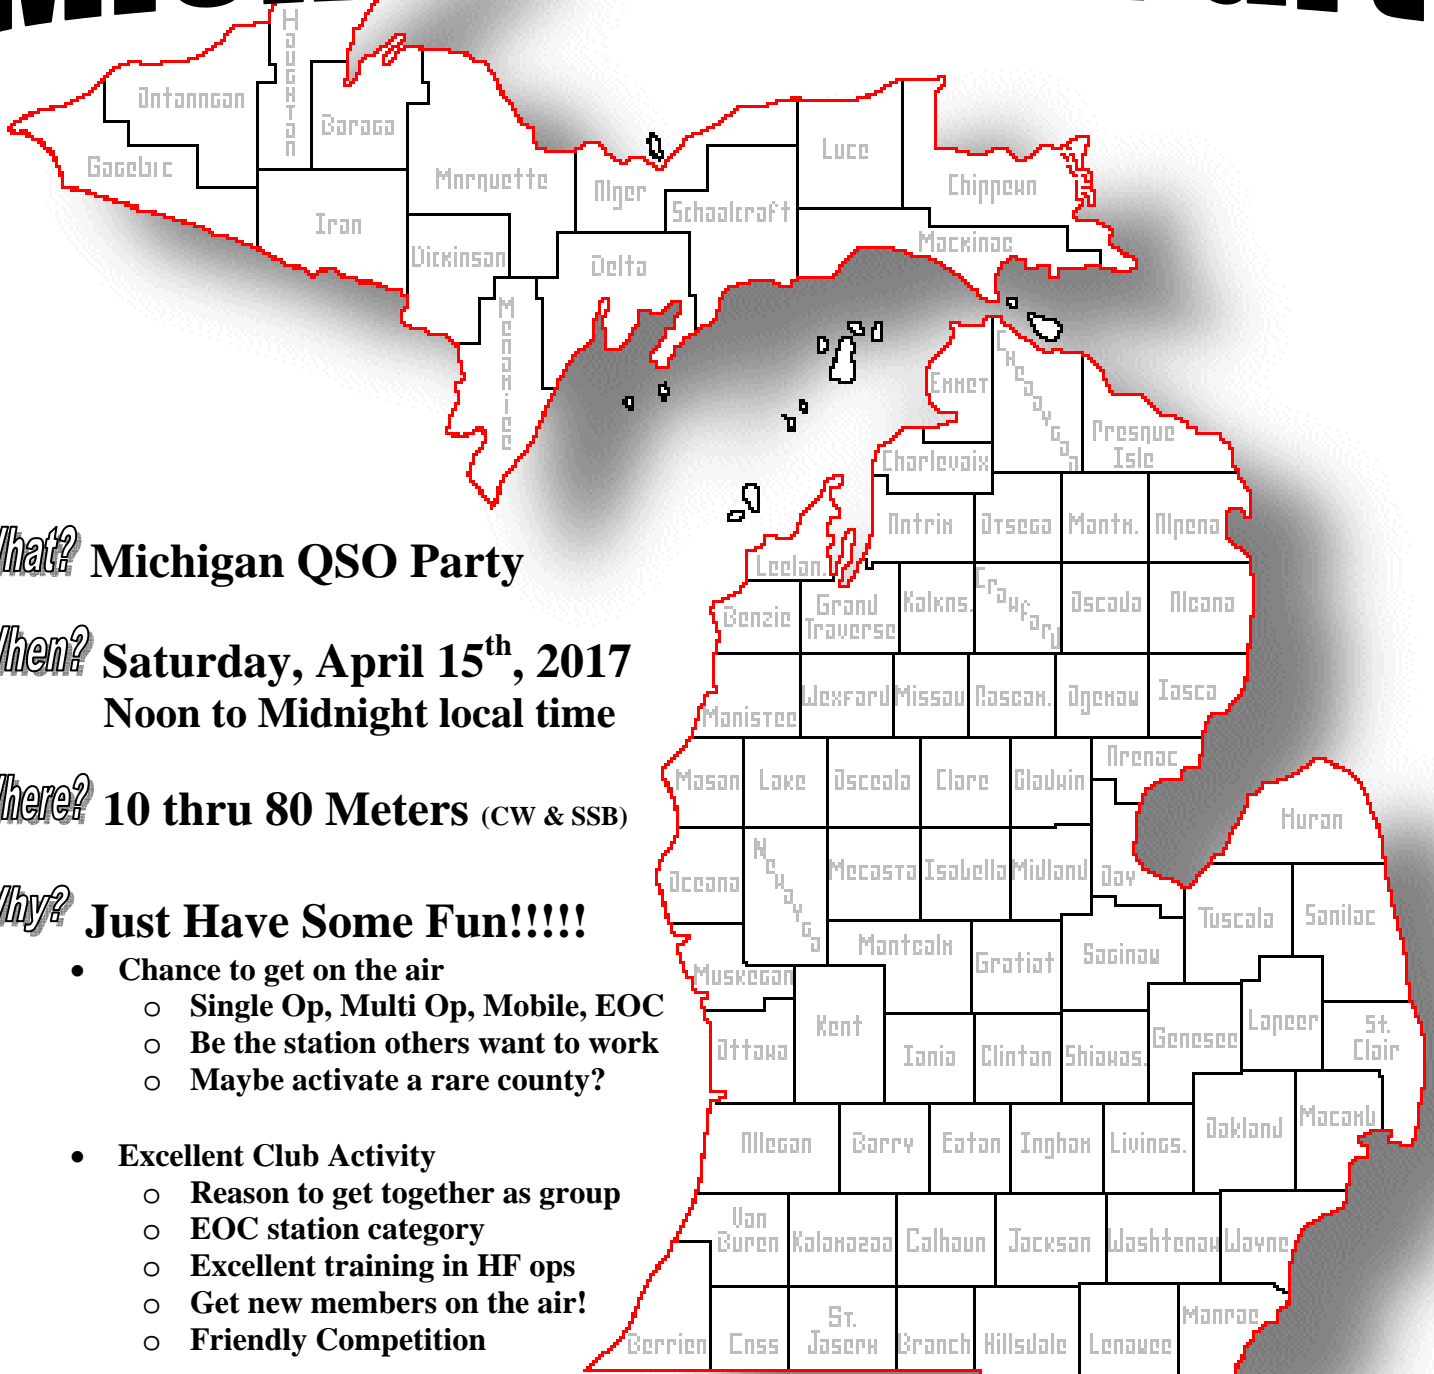 What? Michigan QSO Party
When? Saturday, April 15th, 2017
Noon to Midnight local time
Where? 10 thru 80 Meters (CW & SSB)
Why? Just Have Some Fun!!!!!
• Chance to get on the air
o Single Op, Multi Op, Mobile, EOC
o Be the station others want to work
o Maybe activate a rare county?
• Excellent Club Activity
o Reason to get together as group
o EOC station category
o Excellent training in HF ops
o Get new members on the air!
o Friendly Competition
Ontonagon
Houghton
Baraga
Gogebic
Iron
Marquette
Dickinson
Menominee
Alger
Delta
Schoolcraft
Luce
Chippewa
Mackinac
Emmet
Cheboygan
Presque
Isle
Charlevoix
Antrim
Otsego
Montm.
Alpena
Leelan.
Benzie
Grand
Traverse
Kalkns.
Crawford
Oscoda
Alcona
Manistee
Wexford
Missau
Roscom.
Ogemaw
Iosco
Mason
Lake
Osceola
Clare
Gladwin
Arenac
Huron
Oceana
Newaygo
Mecosta
Isabella
Midland
Bay
Tuscola
Sanilac
Muskegon
Montcalm
Gratiot
Saginaw
Ottawa
Kent
Ionia
Clinton
Shiawas.
Genesee
Lapeer
St.
Clair
Allegan
Barry
Eaton
Ingham
Livings.
Oakland
Macomb
Van
Buren
Kalamazoo
Calhoun
Jackson
Washtenaw
Wayne
Berrien
Cass
St.
Joseph
Branch
Hillsdale
Lenawee
Monroe